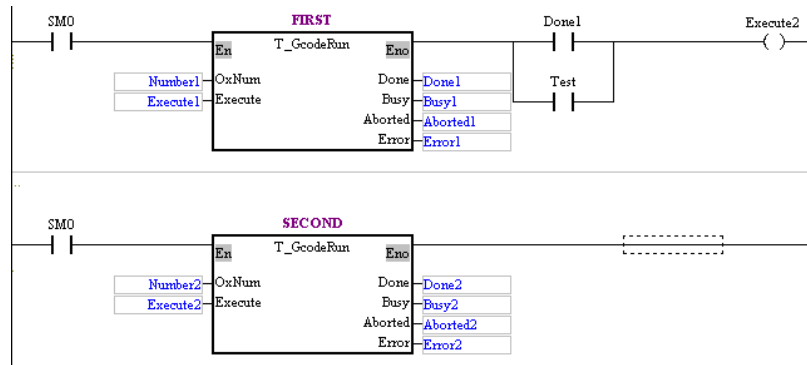 SM0 FIRST Done1 Execute2
En T_GcodeRun Eno
Number1 OxNum Done Done1
Test
Execute1 Execute Busy Busy1
Aborted Aborted1
Error Error1
..
SM0 SECOND
En T_GcodeRun Eno
Number2 OxNum Done Done2
Execute2 Execute Busy Busy2
Aborted Aborted2
Error Error2